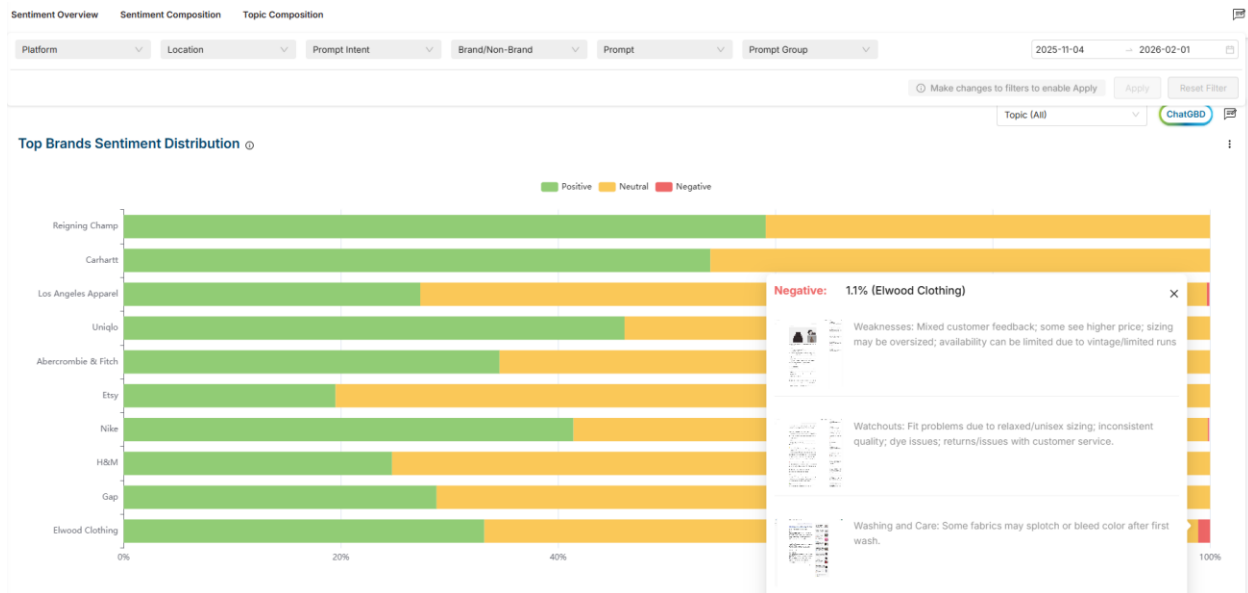 Sentiment Overview Sentiment Composition Topic Composition
Platform Location Prompt Intent Brand/Non-Brand Prompt Prompt Group 2025-11-04 → 2026-02-01
Make changes to filters to enable Apply Apply Reset Filter
Topic (All) ChatGBD
Top Brands Sentiment Distribution
Positive Neutral Negative
Reigning Champ
Carhartt
Los Angeles Apparel
Uniqlo
Abercrombie & Fitch
Etsy
Nike
H&M
Gap
Elwood Clothing
0% 20% 40% 100%
Negative: 1.1% (Elwood Clothing)
Weaknesses: Mixed customer feedback; some see higher price; sizing
may be oversized; availability can be limited due to vintage/limited runs
Watchouts: Fit problems due to relaxed/unisex sizing; inconsistent
quality; dye issues; returns/issues with customer service.
Washing and Care: Some fabrics may splotch or bleed color after first
wash.